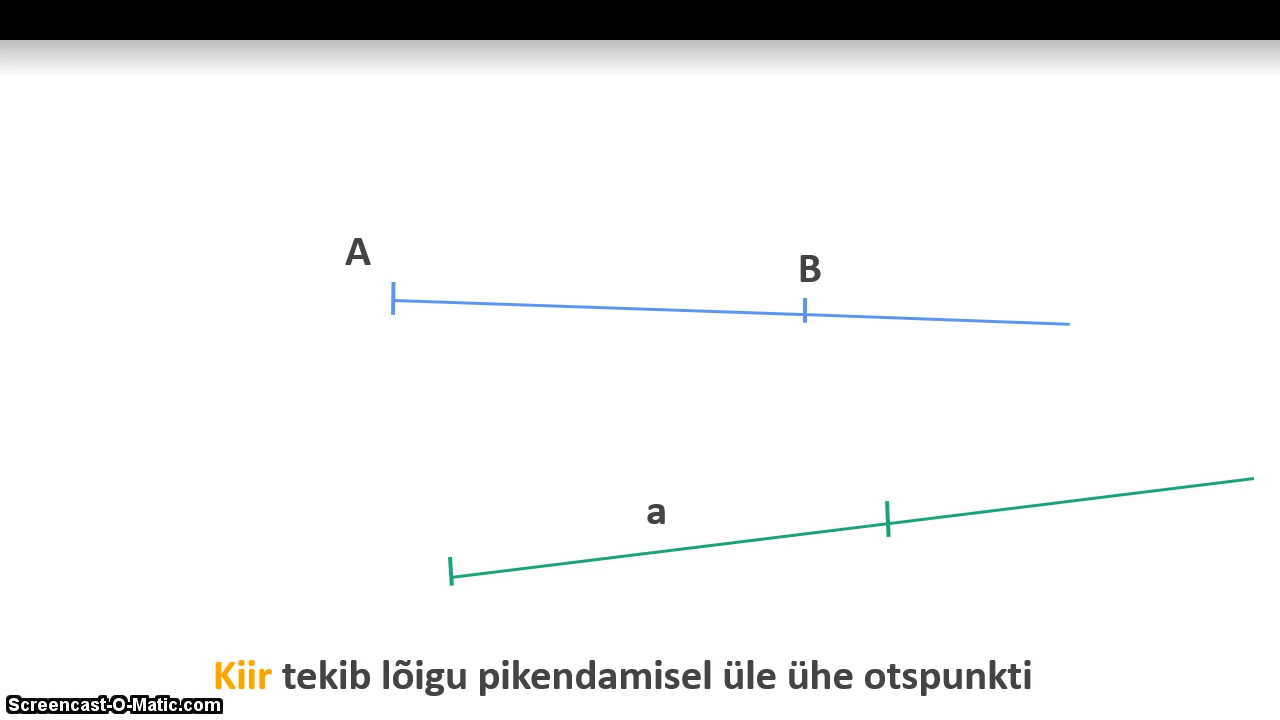 A
B
a
Kiir tekib lõigu pikendamisel üle ühe otspunkti
Screencast-O-Matic.com